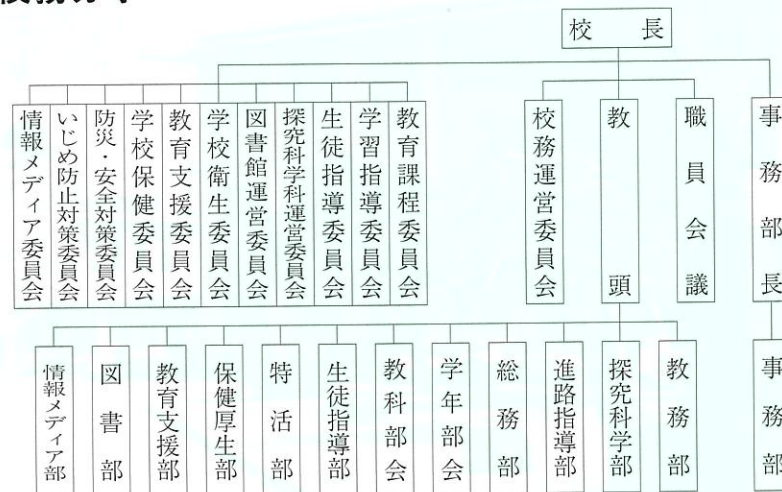 校長
事務部長
職員会議
教頭
校務運営委員会
教育課程委員会
学習指導委員会
生徒指導委員会
探究科学科運営委員会
図書館運営委員会
学校衛生委員会
教育支援委員会
学校保健委員会
防災・安全対策委員会
いじめ防止対策委員会
情報メディア委員会
事務部
教務部
探究科学部
進路指導部
総務部
学年部会
教科部会
生徒指導部
特活部
保健厚生部
教育支援部
図書部
情報メディア部